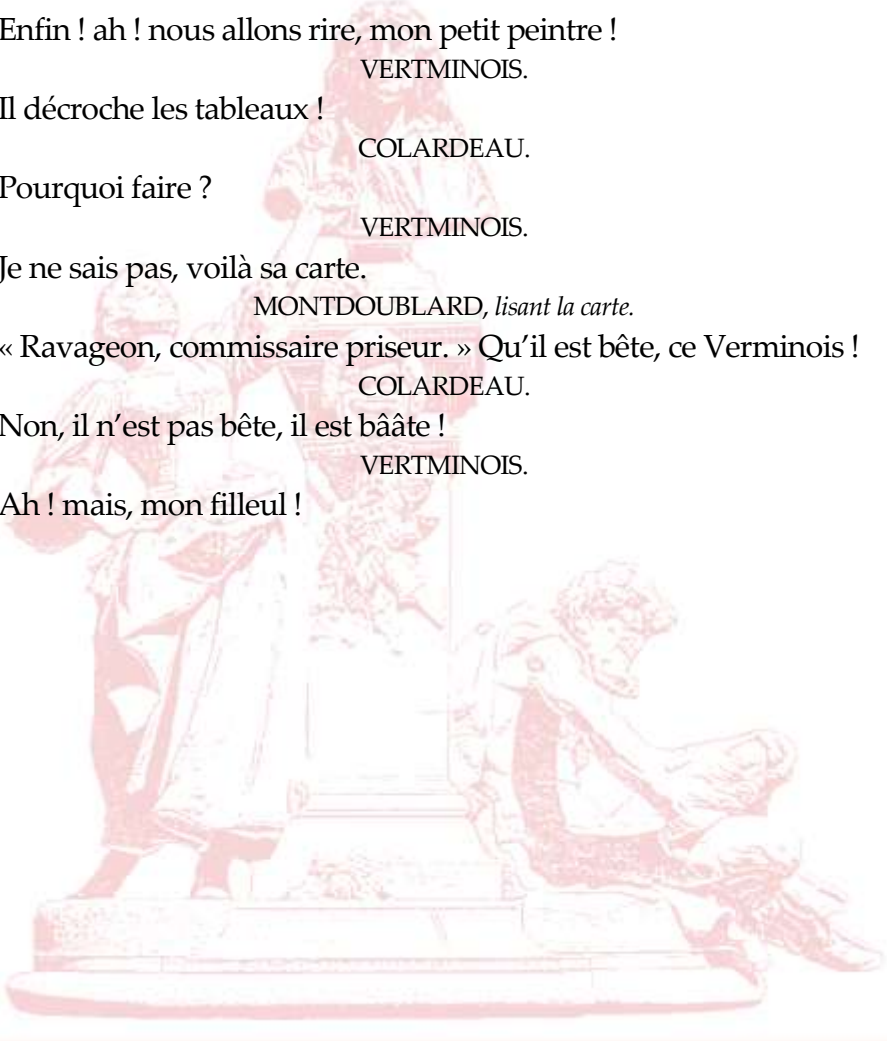 Enfin ! ah ! nous allons rire, mon petit peintre !
VERTMINOIS.
Il décroche les tableaux !
COLARDEAU.
Pourquoi faire ?
VERTMINOIS.
Je ne sais pas, voilà sa carte.
MONTDOUBLARD, lisant la carte.
« Ravageon, commissaire priseur. » Qu’il est bête, ce Verminois !
COLARDEAU.
Non, il n’est pas bête, il est bââte !
VERTMINOIS.
Ah ! mais, mon filleul !